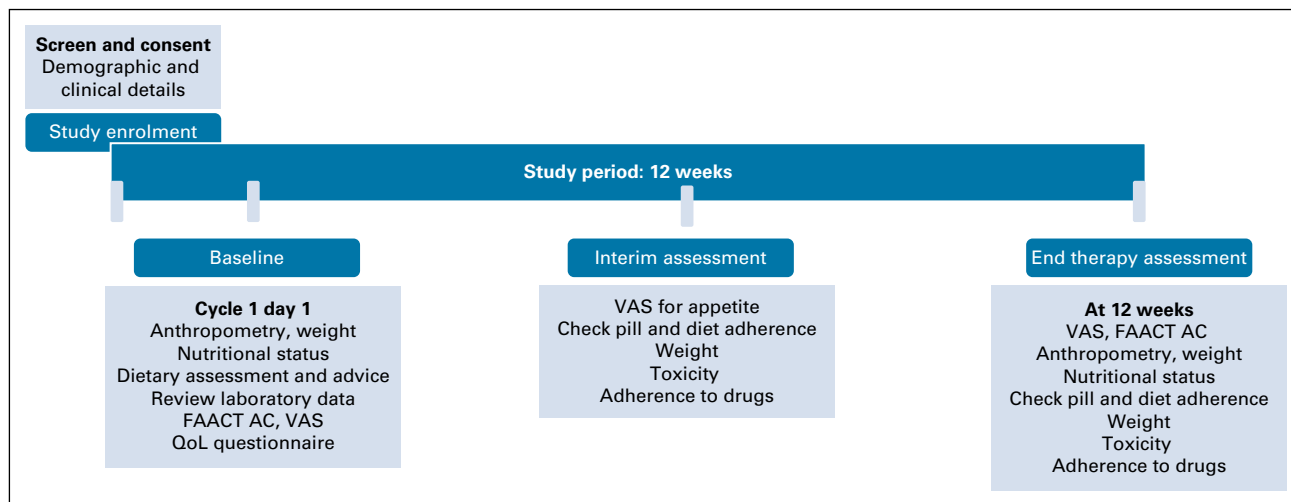 Screen and consent
Demographic and
clinical details
Study enrolment
Study period: 12 weeks
Baseline
Cycle 1 day 1
Anthropometry, weight
Nutritional status
Dietary assessment and advice
Review laboratory data
FAACT AC, VAS
QoL questionnaire
Interim assessment
VAS for appetite
Check pill and diet adherence
Weight
Toxicity
Adherence to drugs
End therapy assessment
At 12 weeks
VAS, FAACT AC
Anthropometry, weight
Nutritional status
Check pill and diet adherence
Weight
Toxicity
Adherence to drugs